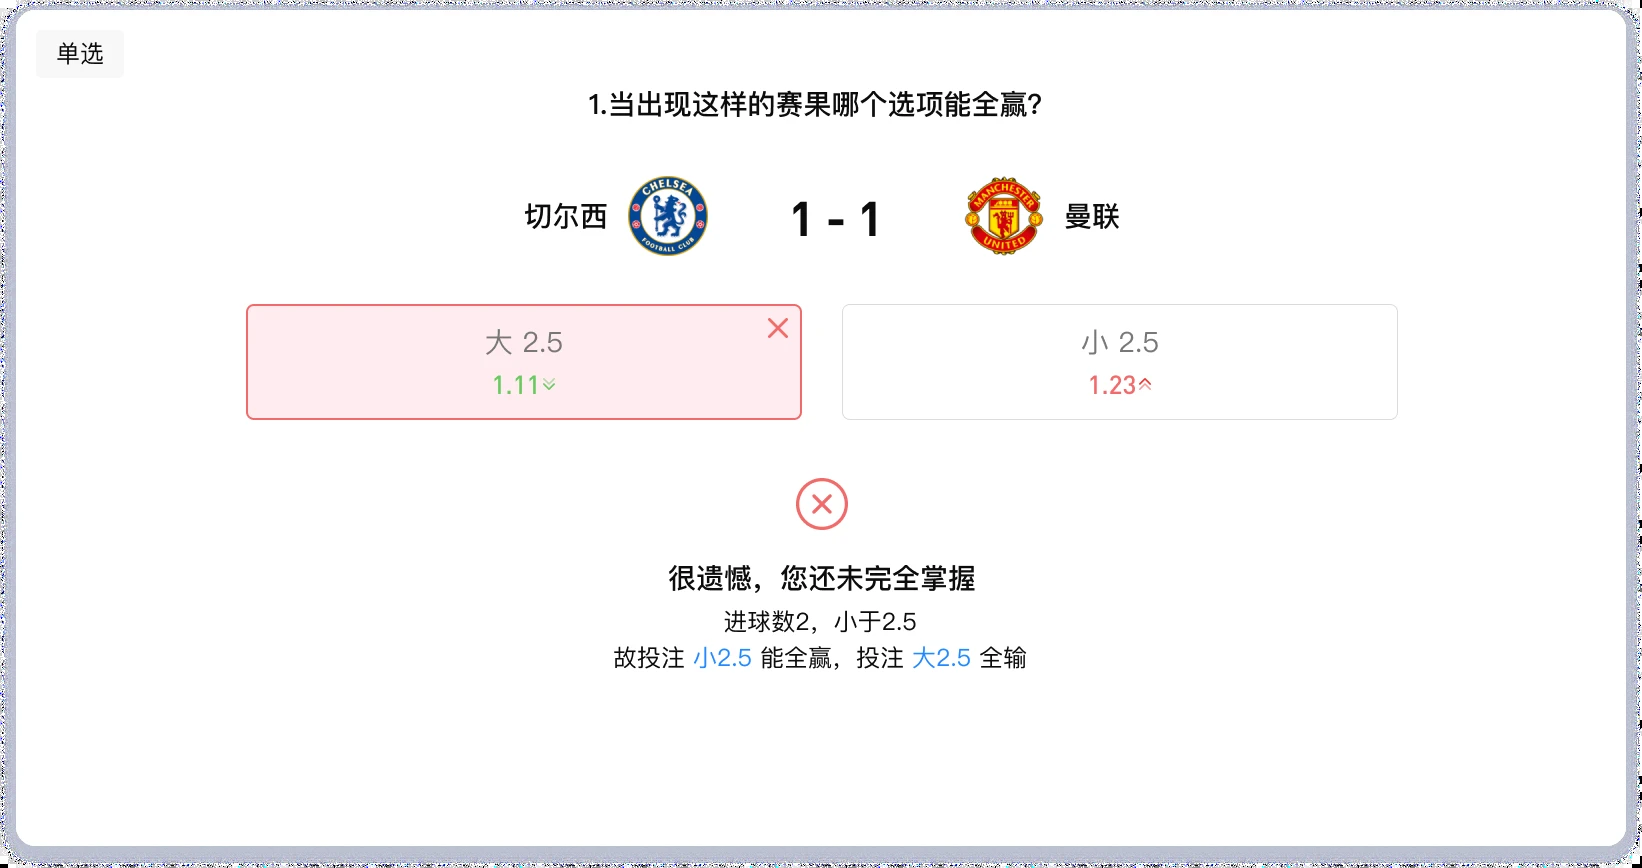 单选
1.当出现这样的赛果哪个选项能全赢?
切尔西
CHELSEA
FOOTBALL CLUB
1 - 1
MANCHESTER
UNITED
曼联
大 2.5
1.11
小 2.5
1.23
很遗憾，您还未完全掌握
进球数2，小于2.5
故投注 小2.5 能全赢，投注 大2.5 全输